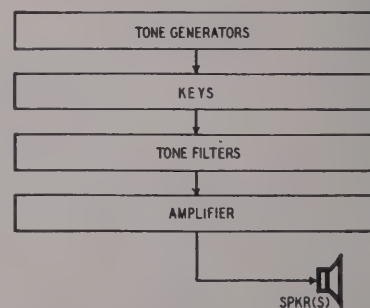 TONE GENERATORS
KEYS
TONE FILTERS
AMPLIFIER
SPKR(S)